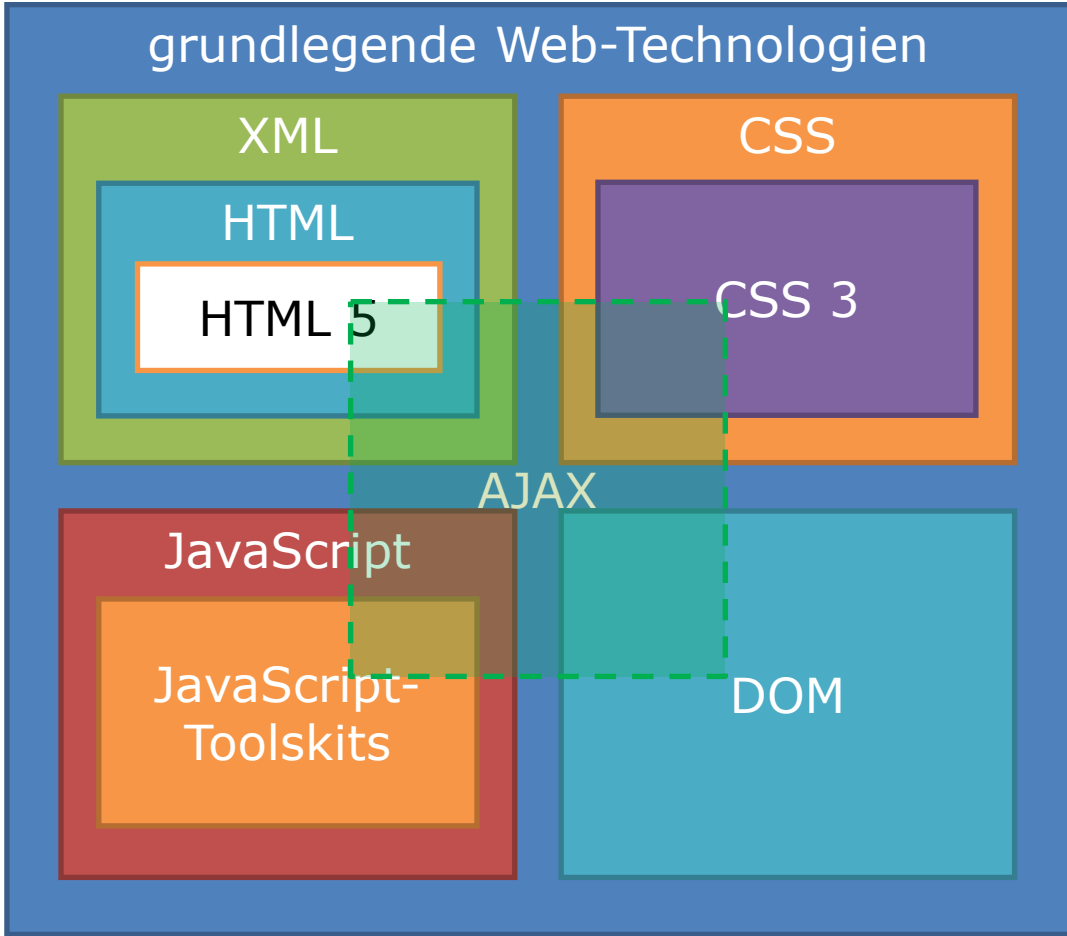 grundlegende Web-Technologien
XML
HTML
HTML 5
CSS
CSS 3
AJAX
JavaScript
JavaScript-
Toolskits
DOM